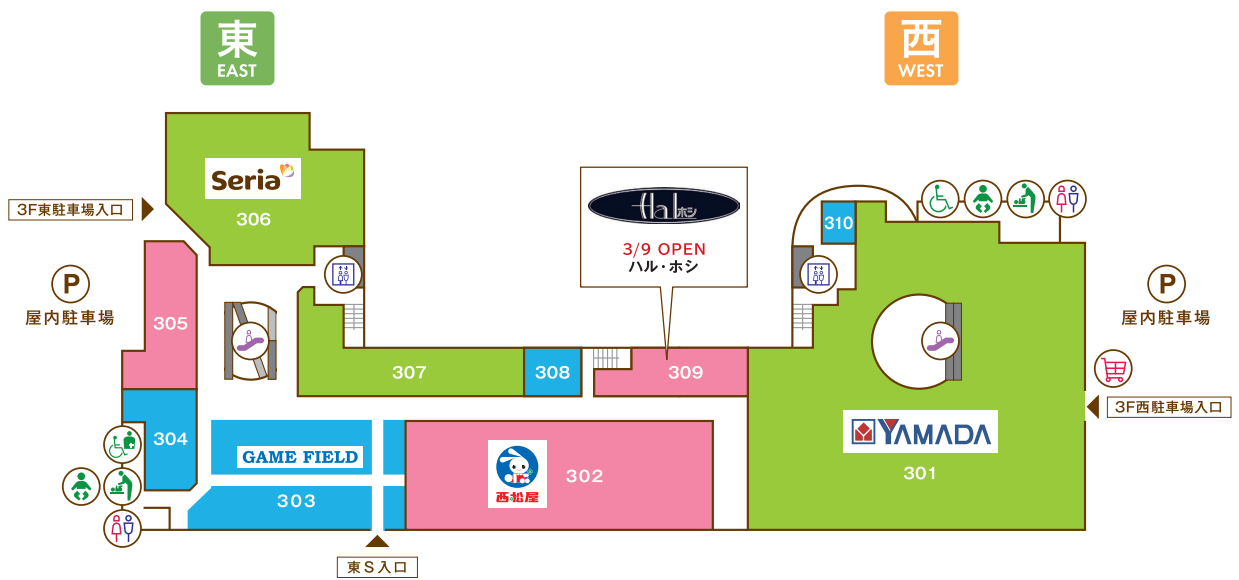 東
EAST
西
WEST
Seria
306
3F東駐車場入口
Hal ホシ
3/9 OPEN
ハル・ホシ
310
P
屋内駐車場
P
屋内駐車場
305
307
308
309
3F西駐車場入口
304
GAME FIELD
303
西松屋
302
YAMADA
301
東S入口